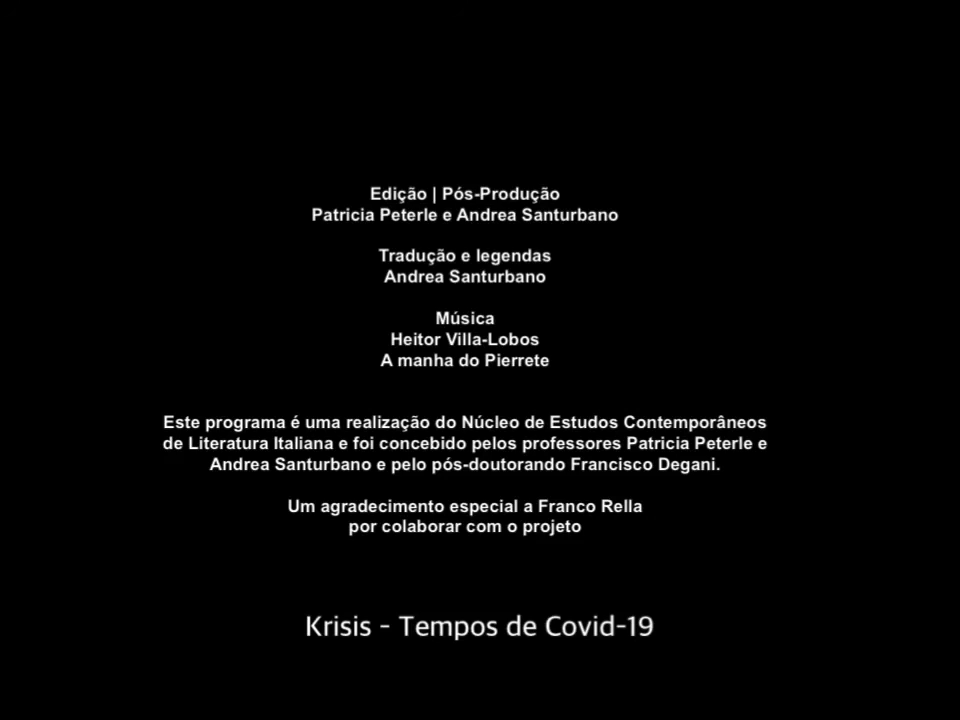 Edição | Pós-Produção
Patricia Peterle e Andrea Santurbano
Tradução e legendas
Andrea Santurbano
Música
Heitor Villa-Lobos
A manha do Pierrete
Este programa é uma realização do Núcleo de Estudos Contemporâneos
de Literatura Italiana e foi concebido pelos professores Patricia Peterle e
Andrea Santurbano e pelo pós-doutorando Francisco Degani.
Um agradecimento especial a Franco Rella
por colaborar com o projeto
Krisis - Tempos de Covid-19